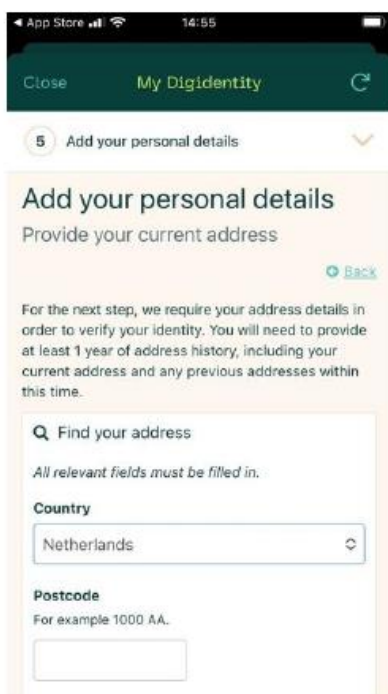 App Store
14:55
Close
My Digidentity
5 Add your personal details
Add your personal details
Provide your current address
Back
For the next step, we require your address details in
order to verify your identity. You will need to provide
at least 1 year of address history, including your
current address and any previous addresses within
this time.
Find your address
All relevant fields must be filled in.
Country
Netherlands
Postcode
For example 1000 AA.